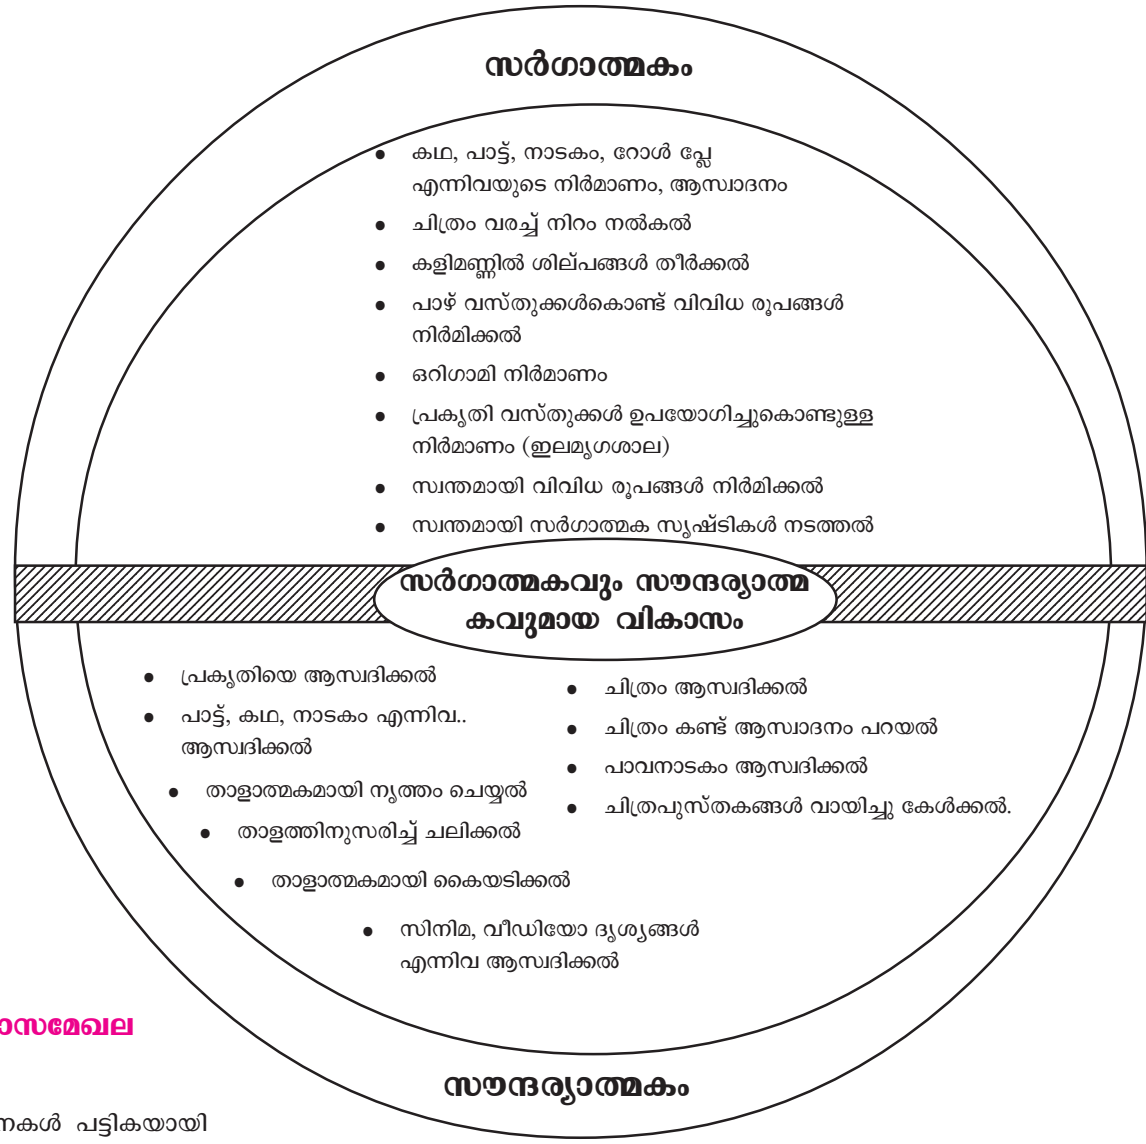 സർഗാത്മകം
• കഥ, പാട്ട്, നാടകം, റോൾ പ്ലേ
എന്നിവയുടെ നിർമാണം, ആസ്വാദനം
• ചിത്രം വരച്ച് നിറം നൽകൽ
• കളിമണ്ണിൽ ശില്പങ്ങൾ തീർക്കൽ
• പാഴ് വസ്തുക്കൾകൊണ്ട് വിവിധ രൂപങ്ങൾ
നിർമിക്കൽ
• ഒറിഗാമി നിർമാണം
• പ്രകൃതി വസ്തുക്കൾ ഉപയോഗിച്ചുകൊണ്ടുള്ള
നിർമാണം (ഇലമൃഗശാല)
• സ്വന്തമായി വിവിധ രൂപങ്ങൾ നിർമിക്കൽ
• സ്വന്തമായി സർഗാത്മക സൃഷ്ടികൾ നടത്തൽ
സർഗാത്മകവും സൗന്ദര്യാത്മ
കവുമായ വികാസം
• പ്രകൃതിയെ ആസ്വദിക്കൽ
• പാട്ട്, കഥ, നാടകം എന്നിവ..
ആസ്വദിക്കൽ
• താളാത്മകമായി നൃത്തം ചെയ്യൽ
• താളത്തിനുസരിച്ച് ചലിക്കൽ
• താളാത്മകമായി കൈയടിക്കൽ
• സിനിമ, വീഡിയോ ദൃശ്യങ്ങൾ
എന്നിവ ആസ്വദിക്കൽ
• ചിത്രം ആസ്വദിക്കൽ
• ചിത്രം കണ്ട് ആസ്വാദനം പറയൽ
• പാവനാടകം ആസ്വദിക്കൽ
• ചിത്രപുസ്തകങ്ങൾ വായിച്ചു കേൾക്കൽ.
സൗന്ദര്യാത്മകം
പട്ടികയായി